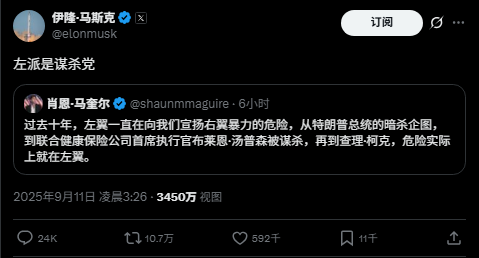 伊隆·马斯克
@elonmusk
订阅
左派是谋杀党
肖恩·马奎尔 @shaunmmaguire · 6小时
过去十年，左翼一直在向我们宣扬右翼暴力的危险，从特朗普总统的暗杀企图，
到联合健康保险公司首席执行官布莱恩·汤普森被谋杀，再到查理·柯克，危险实际
上就在左翼。
2025年9月11日 凌晨3:26 · 3450万 视图
24K 10.7万 592千 11千